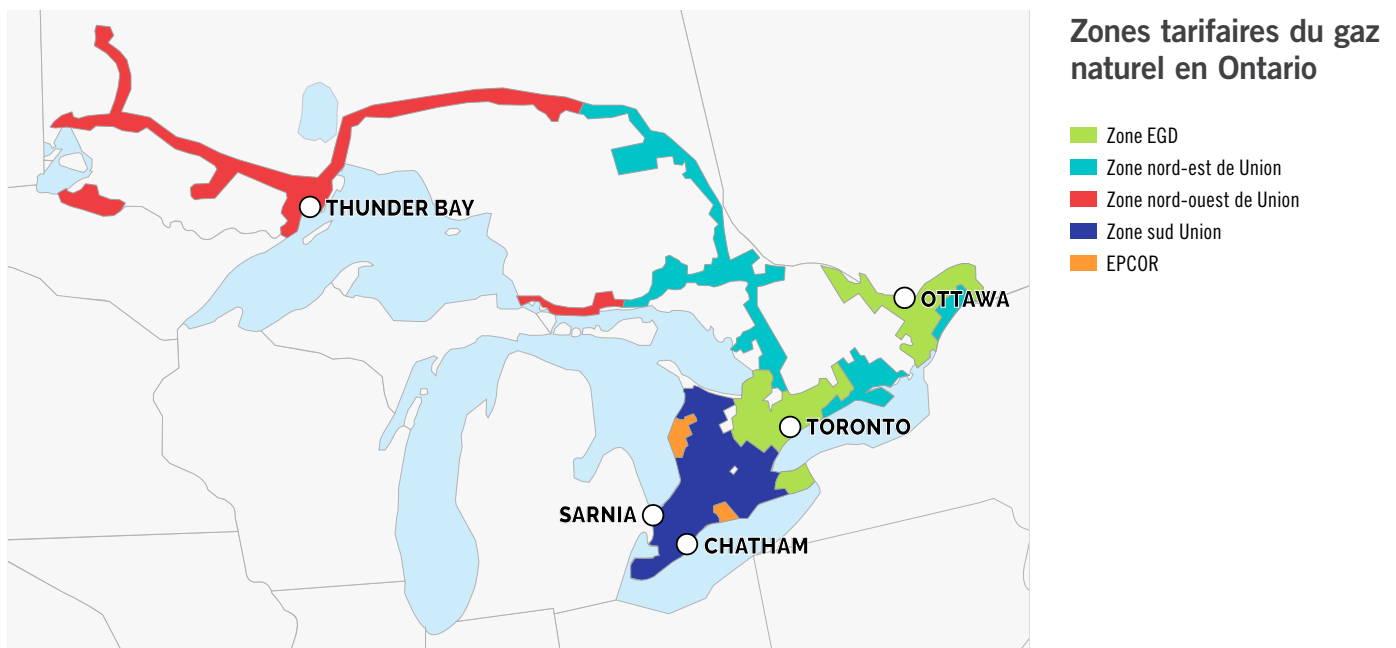 Zones tarifaires du gaz
naturel en Ontario
Zone EGD
Zone nord-est de Union
Zone nord-ouest de Union
Zone sud Union
EPCOR
THUNDER BAY
OTTAWA
TORONTO
SARNIA
CHATHAM